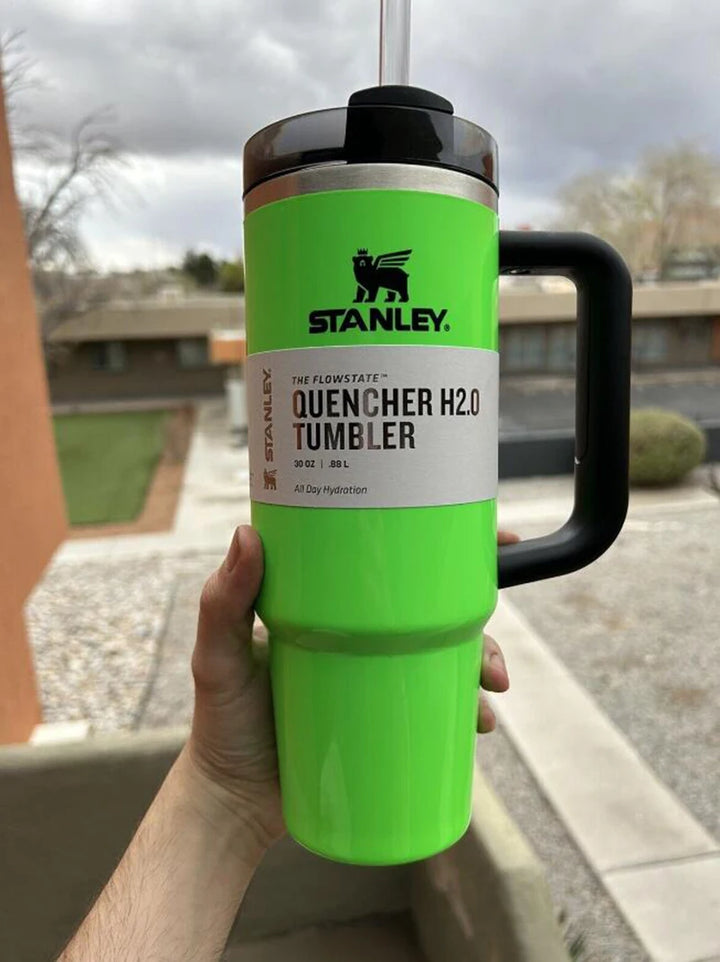 STANLEY®
STANLEY.
THE FLOWSTATE™
QUENCHER H2.0
TUMBLER
30 OZ | .88 L
All Day Hydration